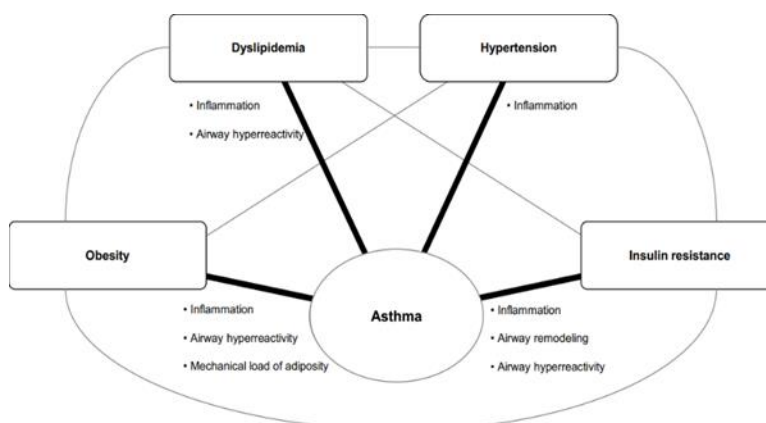 Dyslipidemia
Hypertension
• Inflammation
• Airway hyperreactivity
• Inflammation
Obesity
Insulin resistance
Asthma
• Inflammation
• Airway hyperreactivity
• Mechanical load of adiposity
• Inflammation
• Airway remodeling
• Airway hyperreactivity